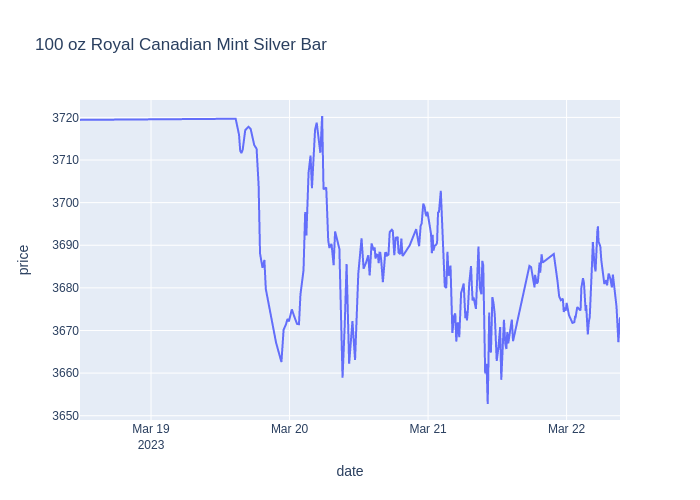 100 oz Royal Canadian Mint Silver Bar
3720
3710
3700
3690
3680
3670
3660
3650
price
Mar 19
2023
Mar 20
Mar 21
Mar 22
date